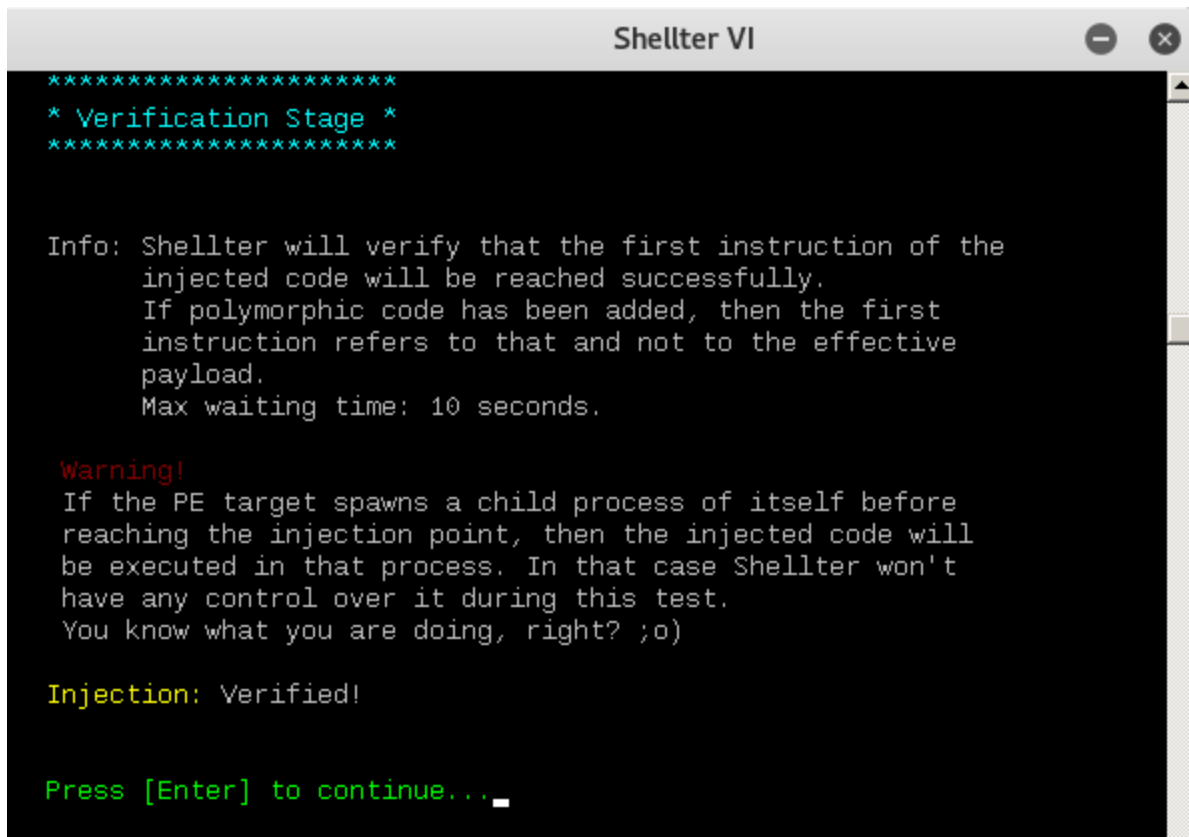 Shellter VI
***********************
* Verification Stage *
***********************
Info: Shellter will verify that the first instruction of the
injected code will be reached successfully.
If polymorphic code has been added, then the first
instruction refers to that and not to the effective
payload.
Max waiting time: 10 seconds.
Warning!
If the PE target spawns a child process of itself before
reaching the injection point, then the injected code will
be executed in that process. In that case Shellter won't
have any control over it during this test.
You know what you are doing, right? ;o)
Injection: Verified!
Press [Enter] to continue...